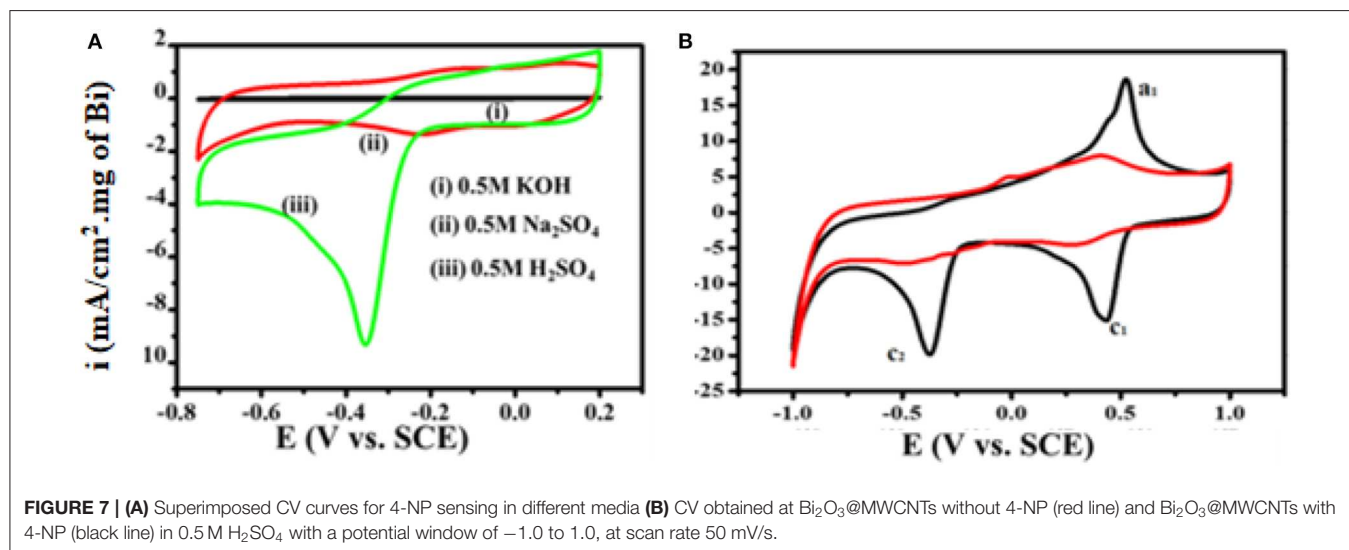 A
i (mA/cm².mg of Bi)
2
0
-2
-4
-6
-8
10
(i)
(ii)
(iii)
(i) 0.5M KOH
(ii) 0.5M Na₂SO₄
(iii) 0.5M H₂SO₄
-0.8 -0.6 -0.4 -0.2 0.0 0.2
E (V vs. SCE)
B
20
15
10
5
0
-5
-10
-15
-20
-25
a₁
c₁
c₂
-1.0 -0.5 0.0 0.5 1.0
E (V vs. SCE)
FIGURE 7 | (A) Superimposed CV curves for 4-NP sensing in different media (B) CV obtained at Bi₂O₃@MWCNTs without 4-NP (red line) and Bi₂O₃@MWCNTs with
4-NP (black line) in 0.5 M H₂SO₄ with a potential window of −1.0 to 1.0, at scan rate 50 mV/s.